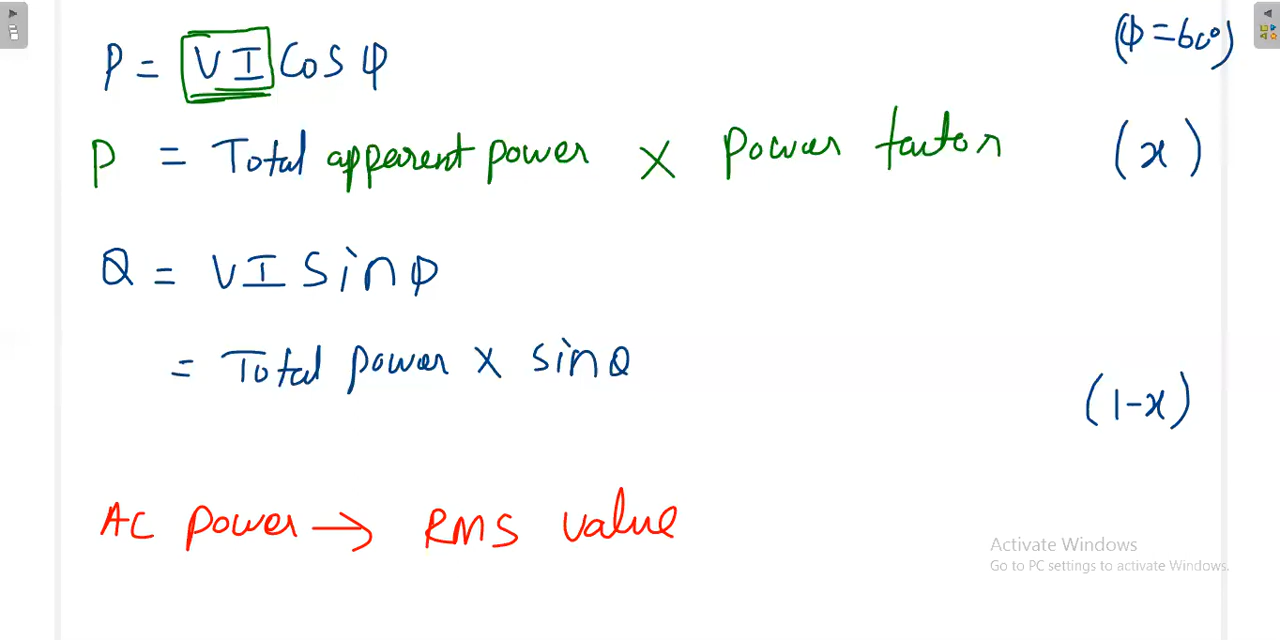 P = VI Cos φ
(φ = 60°)
P = Total apparent power × Power factor
(x)
Q = VI Sin φ
= Total power × sin θ
(1-x)
AC power → RMS value
Activate Windows
Go to PC settings to activate Windows.